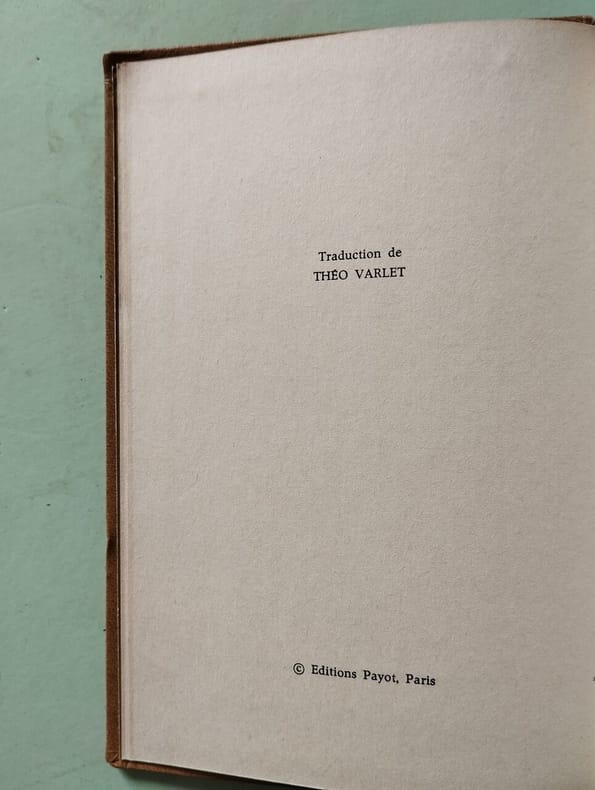 Traduction de
THÉO VARLET
© Editions Payot, Paris